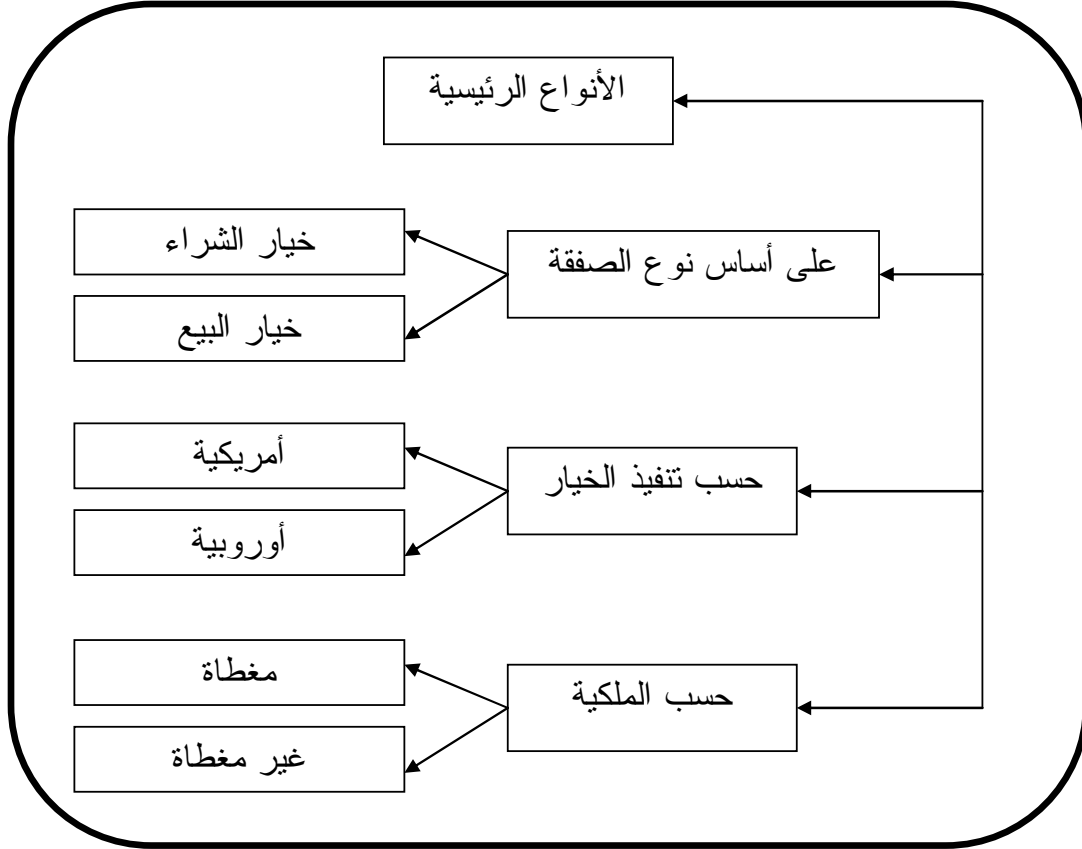 الأنواع الرئيسية
على أساس نوع الصفقة
خيار الشراء
خيار البيع
حسب تنفيذ الخيار
أمريكية
أوروبية
حسب الملكية
مغطاة
غير مغطاة